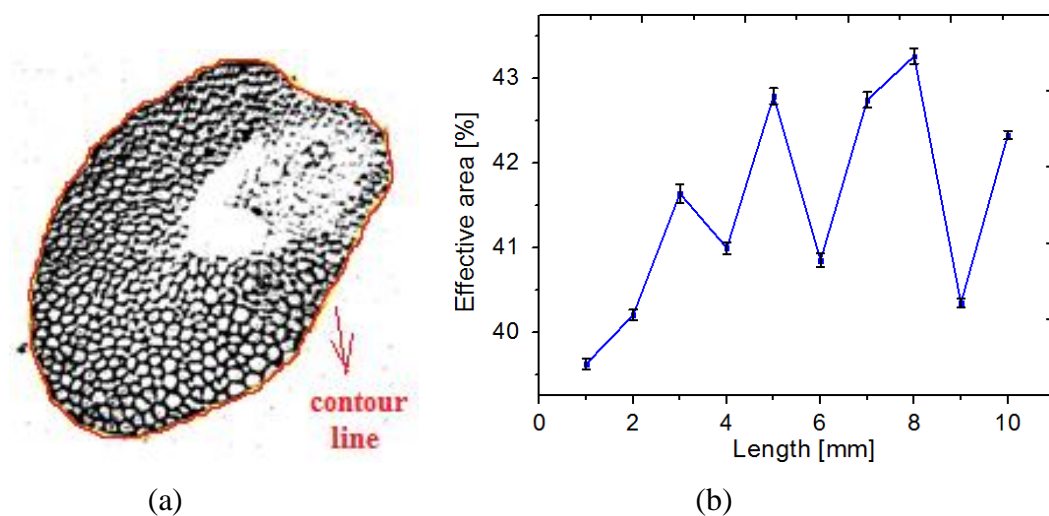 contour
line
(a)
Effective area [%]
43
42
41
40
0 2 4 6 8 10
Length [mm]
(b)